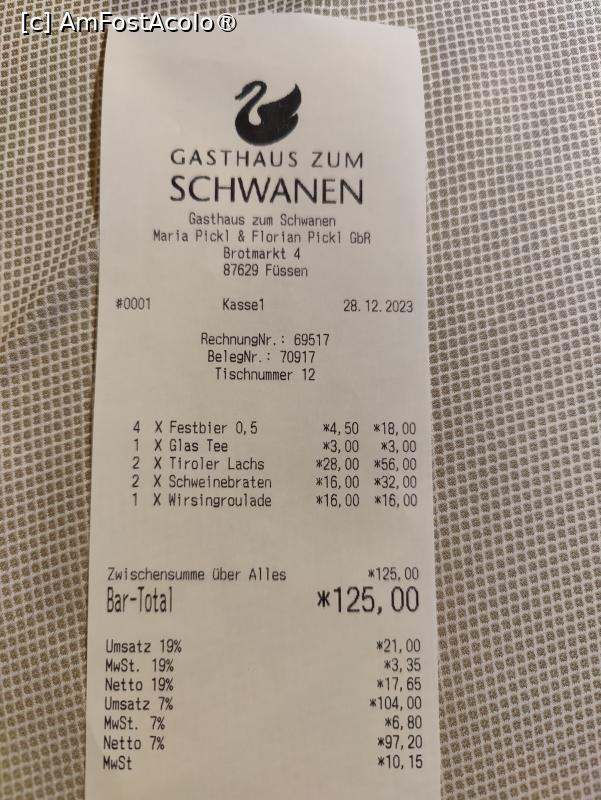 [c] AmFostAcolo®
GASTHAUS ZUM
SCHWANEN
Gasthaus zum Schwanen
Maria Pickl & Florian Pickl GbR
Brotmarkt 4
87629 Füssen
#0001 Kasse1 28.12.2023
RechnungNr.: 69517
BelegNr.: 70917
Tischnummer 12
4 X Festbier 0,5 *4,50 *18,00
1 X Glas Tee *3,00 *3,00
2 X Tiroler Lachs *28,00 *56,00
2 X Schweinebraten *16,00 *32,00
1 X Wirsingroulade *16,00 *16,00
Zwischensumme über Alles *125,00
Bar-Total *125,00
Umsatz 19% *21,00
MwSt. 19% *3,35
Netto 19% *17,65
Umsatz 7% *104,00
MwSt. 7% *6,80
Netto 7% *97,20
MwSt *10,15